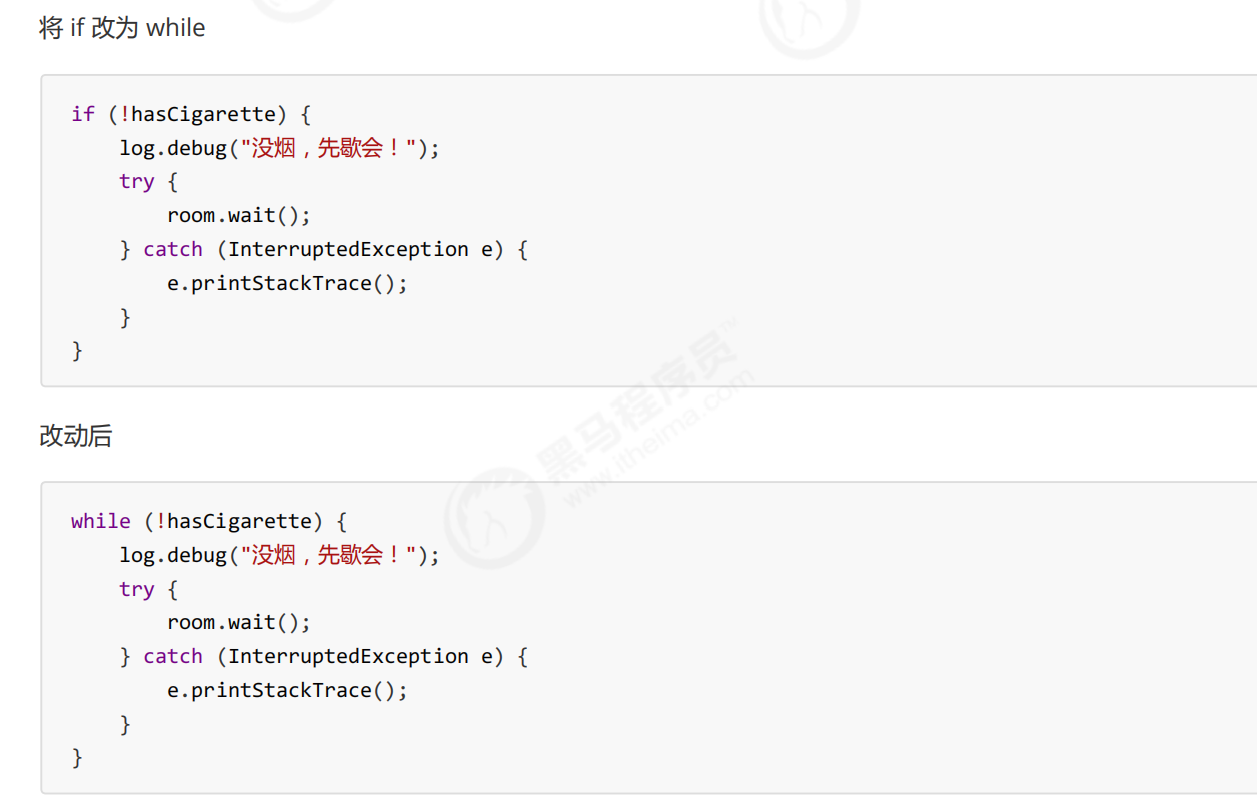 将 if 改为 while
if (!hasCigarette) {
    log.debug("没烟，先歇会！");
    try {
        room.wait();
    } catch (InterruptedException e) {
        e.printStackTrace();
    }
}
改动后
while (!hasCigarette) {
    log.debug("没烟，先歇会！");
    try {
        room.wait();
    } catch (InterruptedException e) {
        e.printStackTrace();
    }
}
黑马程序员™
www.itheima.com